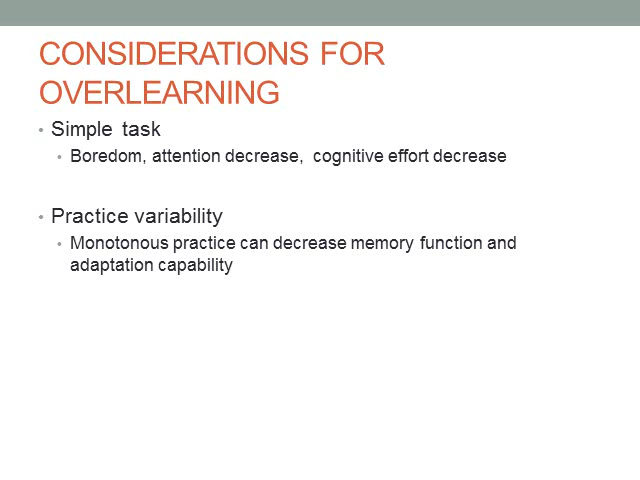 CONSIDERATIONS FOR
OVERLEARNING
• Simple task
• Boredom, attention decrease, cognitive effort decrease
• Practice variability
• Monotonous practice can decrease memory function and
adaptation capability